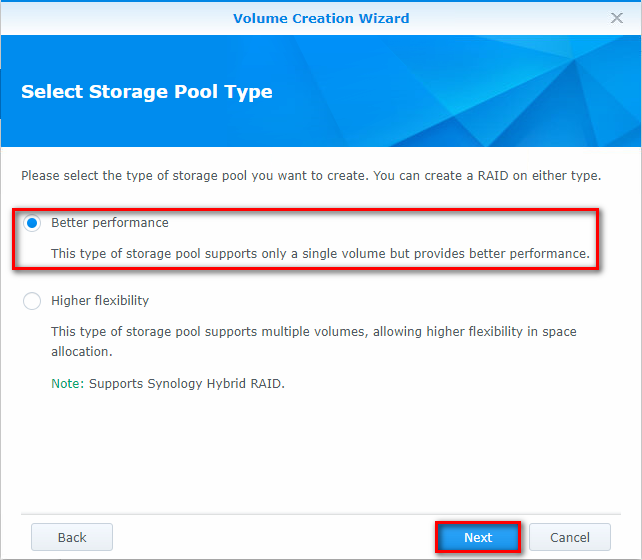 Volume Creation Wizard
Select Storage Pool Type
Please select the type of storage pool you want to create. You can create a RAID on either type.
Better performance
This type of storage pool supports only a single volume but provides better performance.
Higher flexibility
This type of storage pool supports multiple volumes, allowing higher flexibility in space
allocation.
Note: Supports Synology Hybrid RAID.
Back Next Cancel